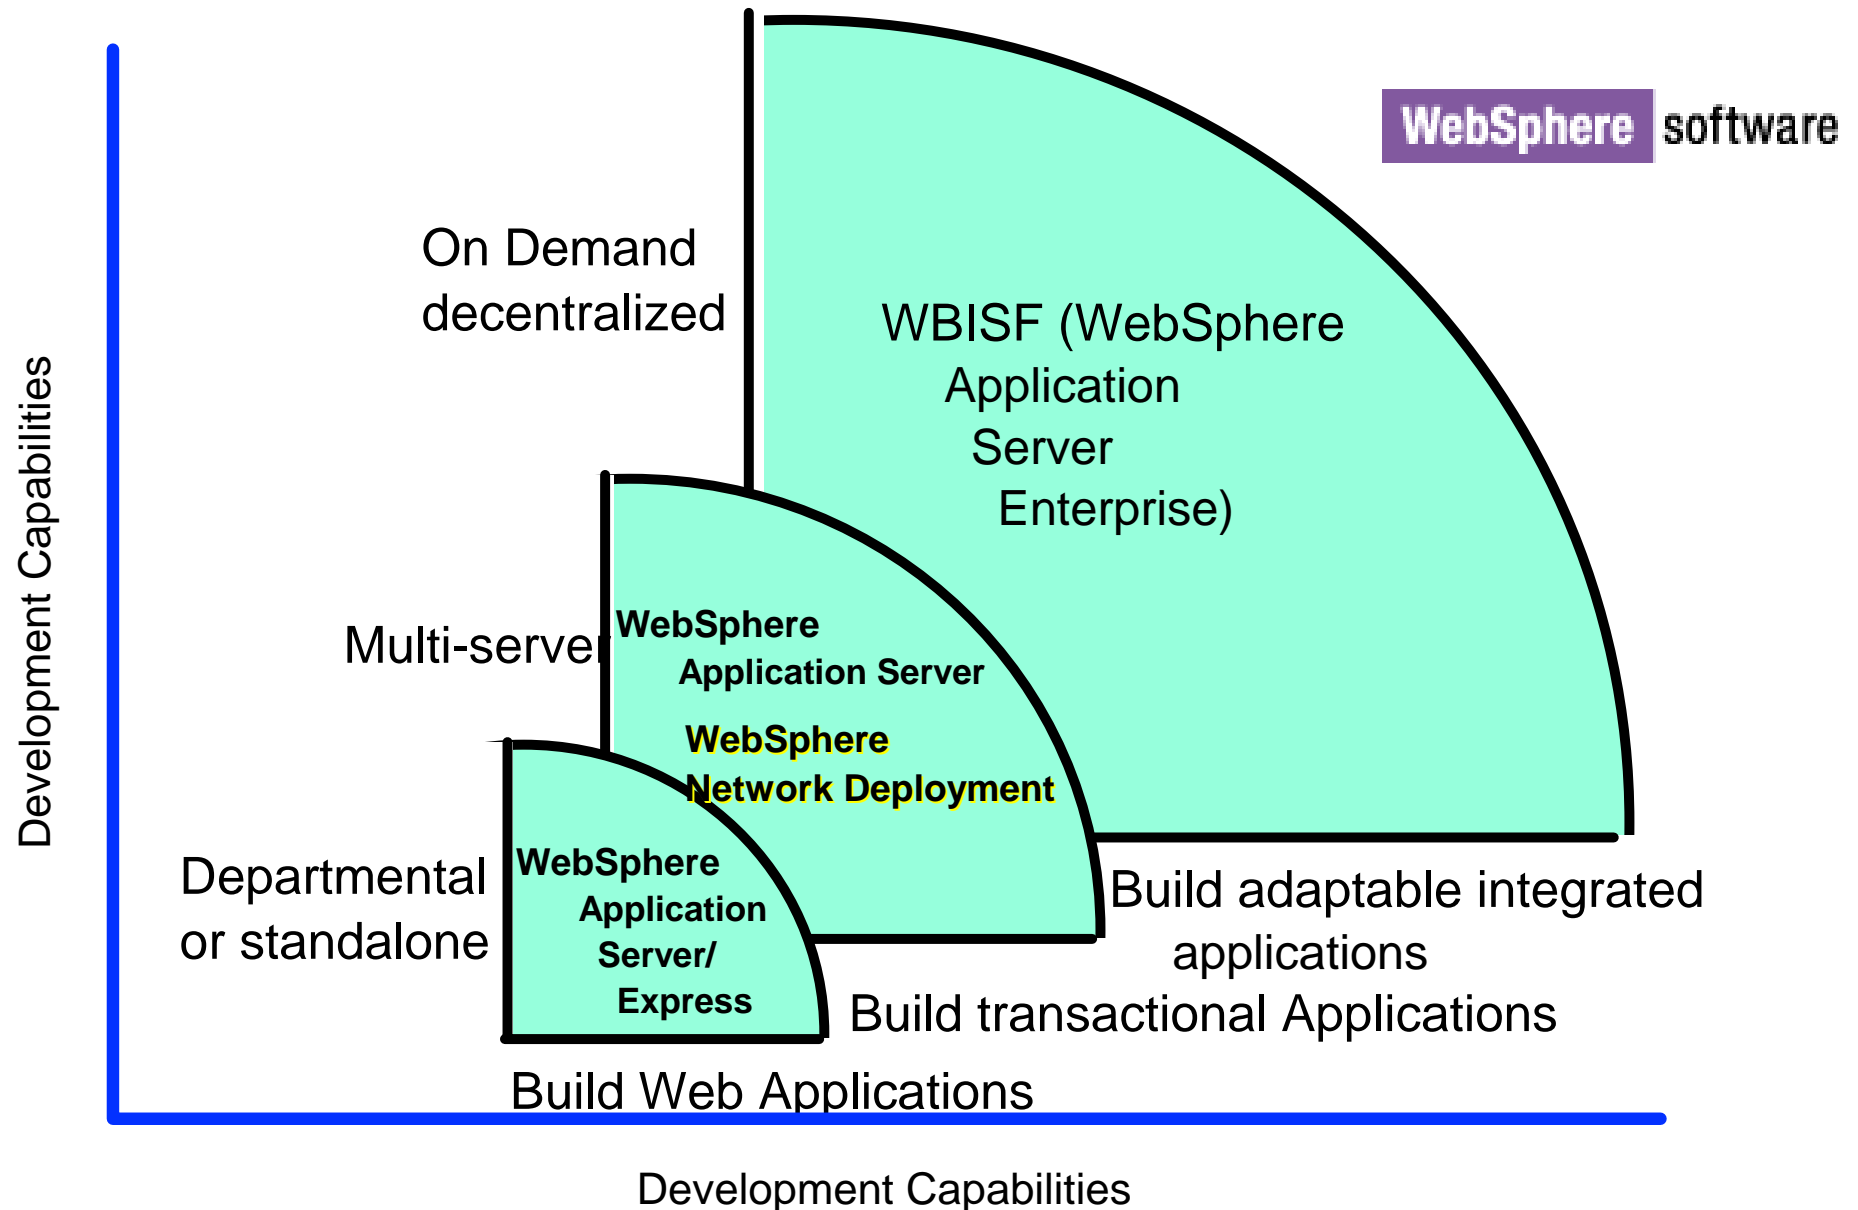 WebSphere software
On Demand
decentralized
WBISF (WebSphere
Application
Server
Enterprise)
Development Capabilities
Multi-server
WebSphere
Application Server
WebSphere
Network Deployment
Departmental
or standalone
WebSphere
Application
Server/
Express
Build adaptable integrated
applications
Build transactional Applications
Build Web Applications
Development Capabilities